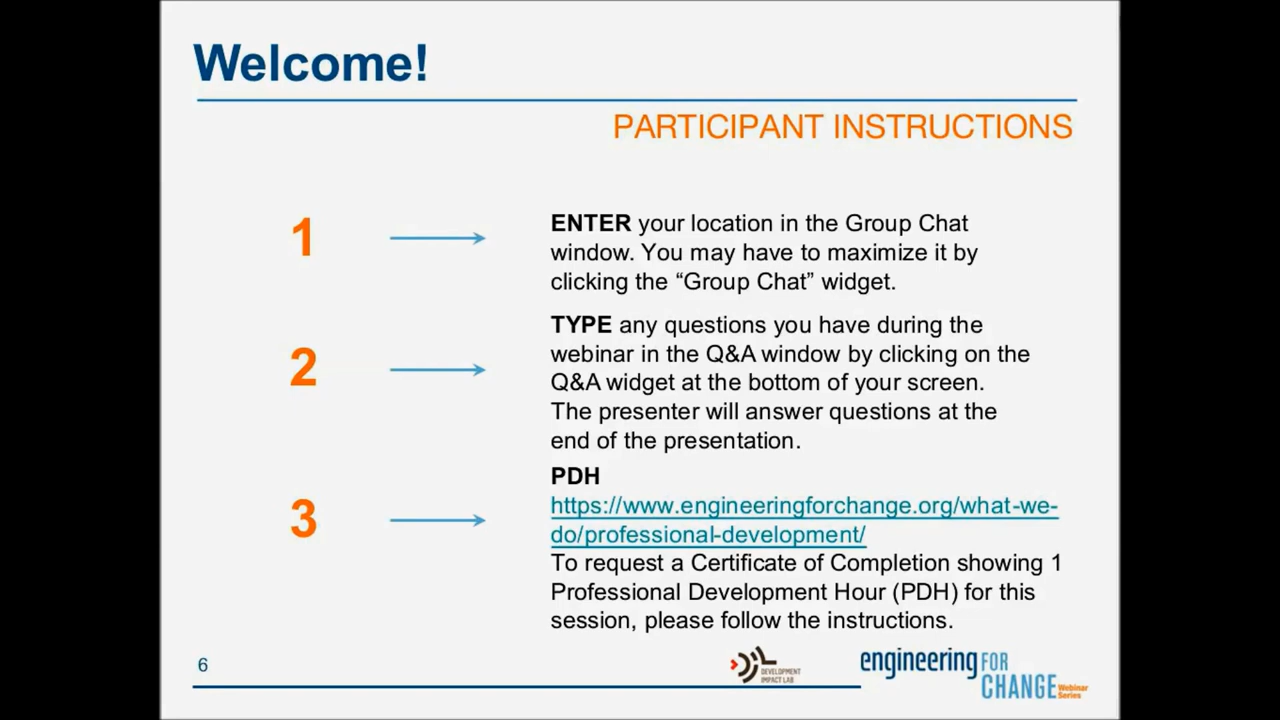 Welcome!
PARTICIPANT INSTRUCTIONS
1
ENTER your location in the Group Chat
window. You may have to maximize it by
clicking the “Group Chat” widget.
2
TYPE any questions you have during the
webinar in the Q&A window by clicking on the
Q&A widget at the bottom of your screen.
The presenter will answer questions at the
end of the presentation.
3
PDH
https://www.engineeringforchange.org/what-we-
do/professional-development/
To request a Certificate of Completion showing 1
Professional Development Hour (PDH) for this
session, please follow the instructions.
6
DIL
DEVELOPMENT
IMPACT LAB
engineering FOR
CHANGE Webinar
Series